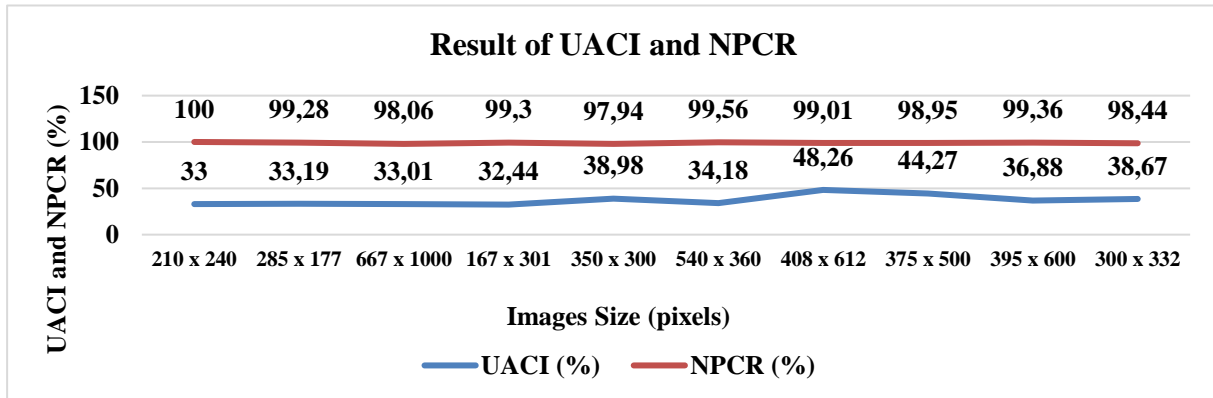 Result of UACI and NPCR
UACI and NPCR (%)
150
100
50
0
100 99,28 98,06 99,3 97,94 99,56 99,01 98,95 99,36 98,44
33 33,19 33,01 32,44 38,98 34,18 48,26 44,27 36,88 38,67
210 x 240 285 x 177 667 x 1000 167 x 301 350 x 300 540 x 360 408 x 612 375 x 500 395 x 600 300 x 332
Images Size (pixels)
UACI (%) NPCR (%)